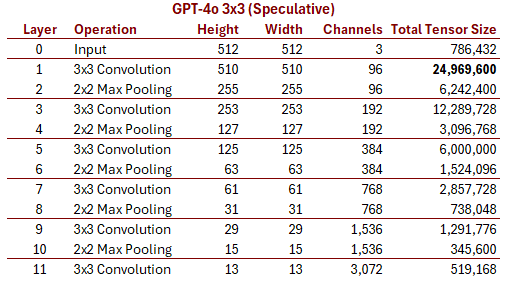 GPT-4o 3x3 (Speculative)
Layer Operation Height Width Channels Total Tensor Size
0 Input 512 512 3 786,432
1 3x3 Convolution 510 510 96 24,969,600
2 2x2 Max Pooling 255 255 96 6,242,400
3 3x3 Convolution 253 253 192 12,289,728
4 2x2 Max Pooling 127 127 192 3,096,768
5 3x3 Convolution 125 125 384 6,000,000
6 2x2 Max Pooling 63 63 384 1,524,096
7 3x3 Convolution 61 61 768 2,857,728
8 2x2 Max Pooling 31 31 768 738,048
9 3x3 Convolution 29 29 1,536 1,291,776
10 2x2 Max Pooling 15 15 1,536 345,600
11 3x3 Convolution 13 13 3,072 519,168